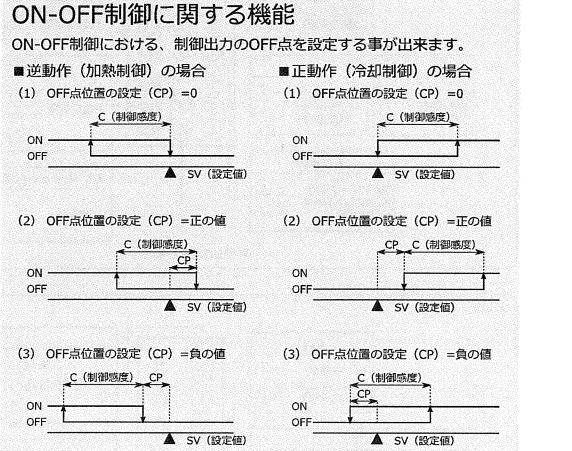 ON-OFF制御に関する機能
ON-OFF制御における、制御出力のOFF点を設定する事が出来ます。
■逆動作（加熱制御）の場合
（1） OFF点位置の設定（CP）=0
C（制御感度）
ON
OFF
SV（設定値）
（2） OFF点位置の設定（CP）=正の値
C（制御感度）
CP
ON
OFF
SV（設定値）
（3） OFF点位置の設定（CP）=負の値
C（制御感度） CP
ON
OFF
SV（設定値）
■正動作（冷却制御）の場合
（1） OFF点位置の設定（CP）=0
C（制御感度）
ON
OFF
SV（設定値）
（2） OFF点位置の設定（CP）=正の値
CP C（制御感度）
ON
OFF
SV（設定値）
（3） OFF点位置の設定（CP）=負の値
C（制御感度）
CP
ON
OFF
SV（設定値）